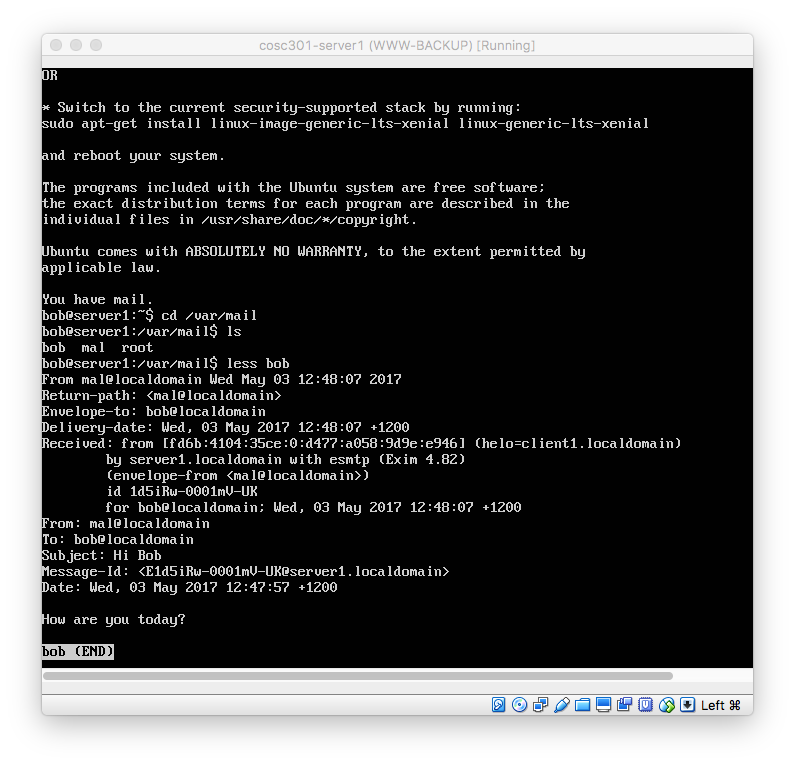 cosc301-server1 (WWW-BACKUP) [Running]
OR
* Switch to the current security-supported stack by running:
sudo apt-get install linux-image-generic-lts-xenial linux-generic-lts-xenial
and reboot your system.
The programs included with the Ubuntu system are free software;
the exact distribution terms for each program are described in the
individual files in /usr/share/doc/*/copyright.
Ubuntu comes with ABSOLUTELY NO WARRANTY, to the extent permitted by
applicable law.
You have mail.
bob@server1:~$ cd /var/mail
bob@server1:/var/mail$ ls
bob  mal  root
bob@server1:/var/mail$ less bob
From mal@localdomain Wed May 03 12:48:07 2017
Return-path: <mal@localdomain>
Envelope-to: bob@localdomain
Delivery-date: Wed, 03 May 2017 12:48:07 +1200
Received: from [fd6b:4104:35ce:0:d477:a058:9d9e:e946] (helo=client1.localdomain)
        by server1.localdomain with esmtp (Exim 4.82)
        (envelope-from <mal@localdomain>)
        id 1d5iRw-0001mV-UK
        for bob@localdomain; Wed, 03 May 2017 12:48:07 +1200
From: mal@localdomain
To: bob@localdomain
Subject: Hi Bob
Message-Id: <E1d5iRw-0001mV-UK@server1.localdomain>
Date: Wed, 03 May 2017 12:47:57 +1200
How are you today?
bob (END)
Left ⌘